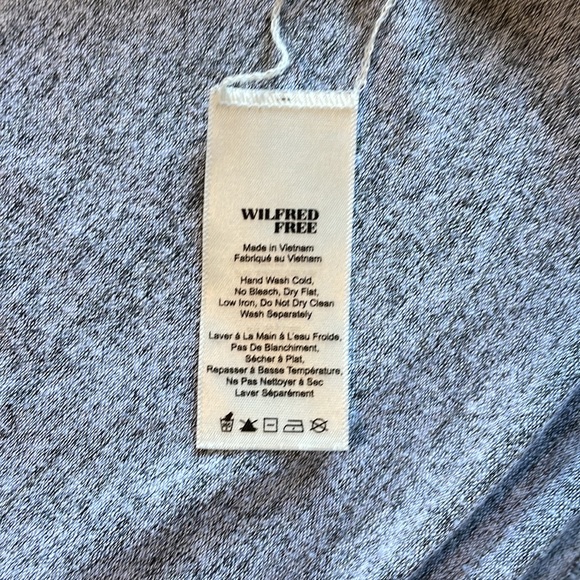 WILFRED
FREE
Made in Vietnam
Fabriqué au Vietnam
Hand Wash Cold,
No Bleach, Dry Flat,
Low Iron, Do Not Dry Clean
Wash Separately
Laver à La Main à L'eau Froide,
Pas De Blanchiment,
Sécher à Plat,
Repasser à Basse Température,
Ne Pas Nettoyer à Sec
Laver Séparément